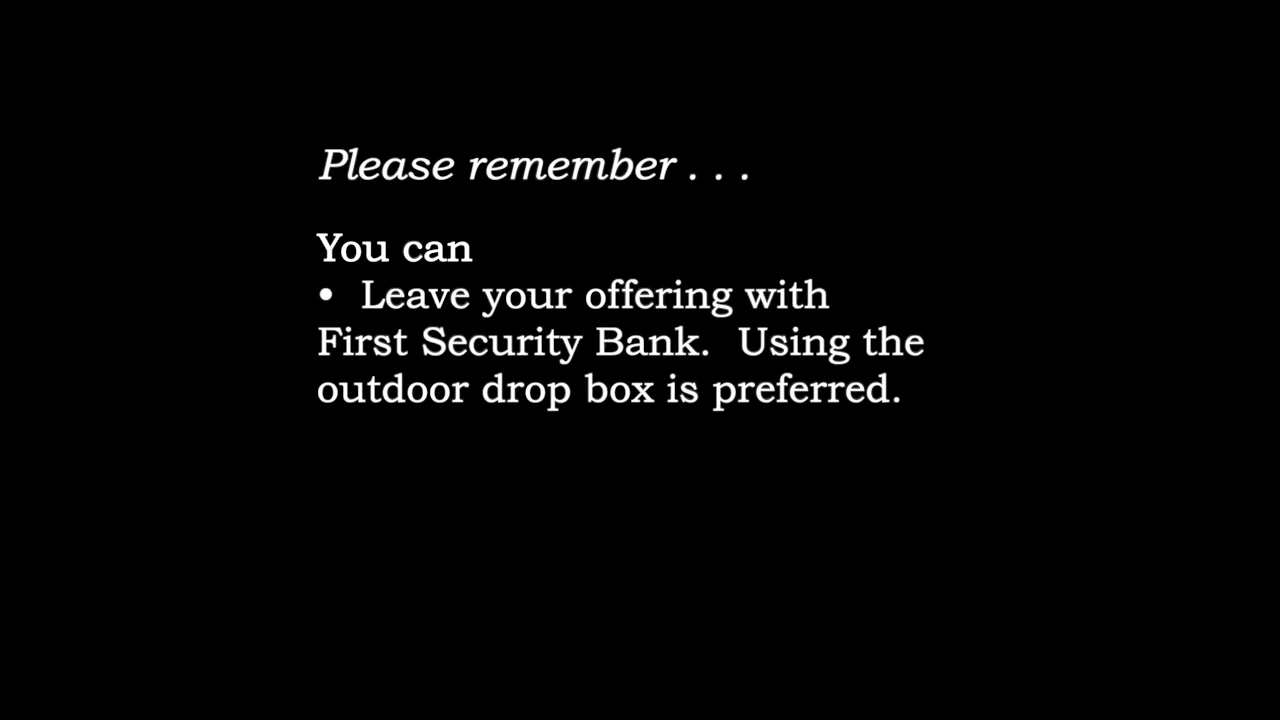 Please remember . . .
You can
• Leave your offering with
First Security Bank.  Using the
outdoor drop box is preferred.